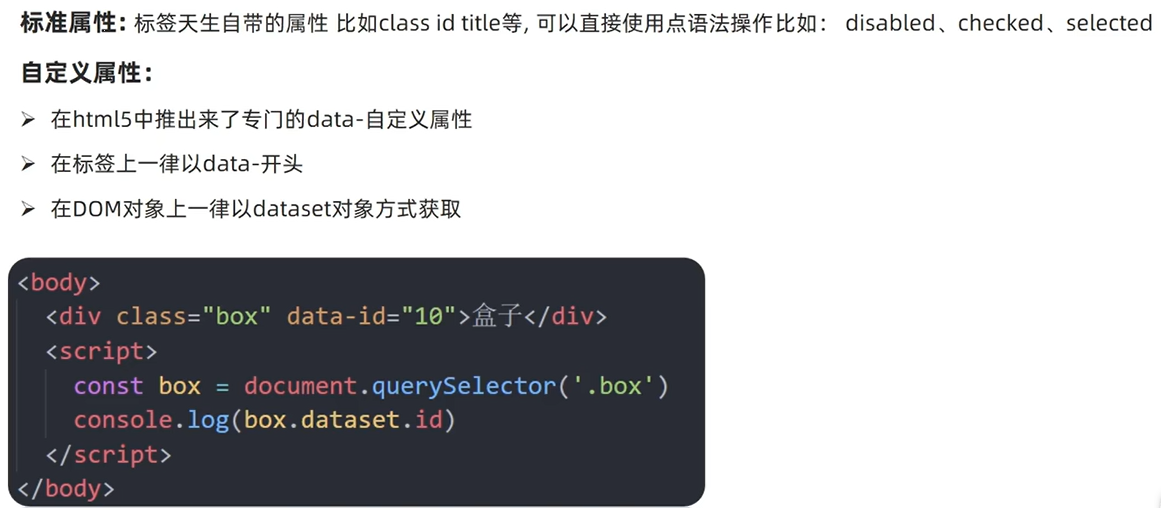 标准属性: 标签天生自带的属性 比如class id title等, 可以直接使用点语法操作比如： disabled、checked、selected
自定义属性：
➢ 在html5中推出来了专门的data-自定义属性
➢ 在标签上一律以data-开头
➢ 在DOM对象上一律以dataset对象方式获取
<body>
<div class="box" data-id="10">盒子</div>
<script>
const box = document.querySelector('.box')
console.log(box.dataset.id)
</script>
</body>